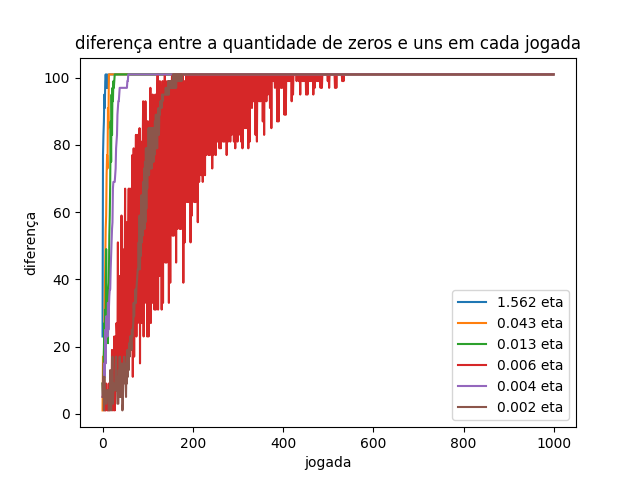 diferença entre a quantidade de zeros e uns em cada jogada
100
80
60
40
20
0
diferença
0 200 400 600 800 1000
jogada
1.562 eta
0.043 eta
0.013 eta
0.006 eta
0.004 eta
0.002 eta